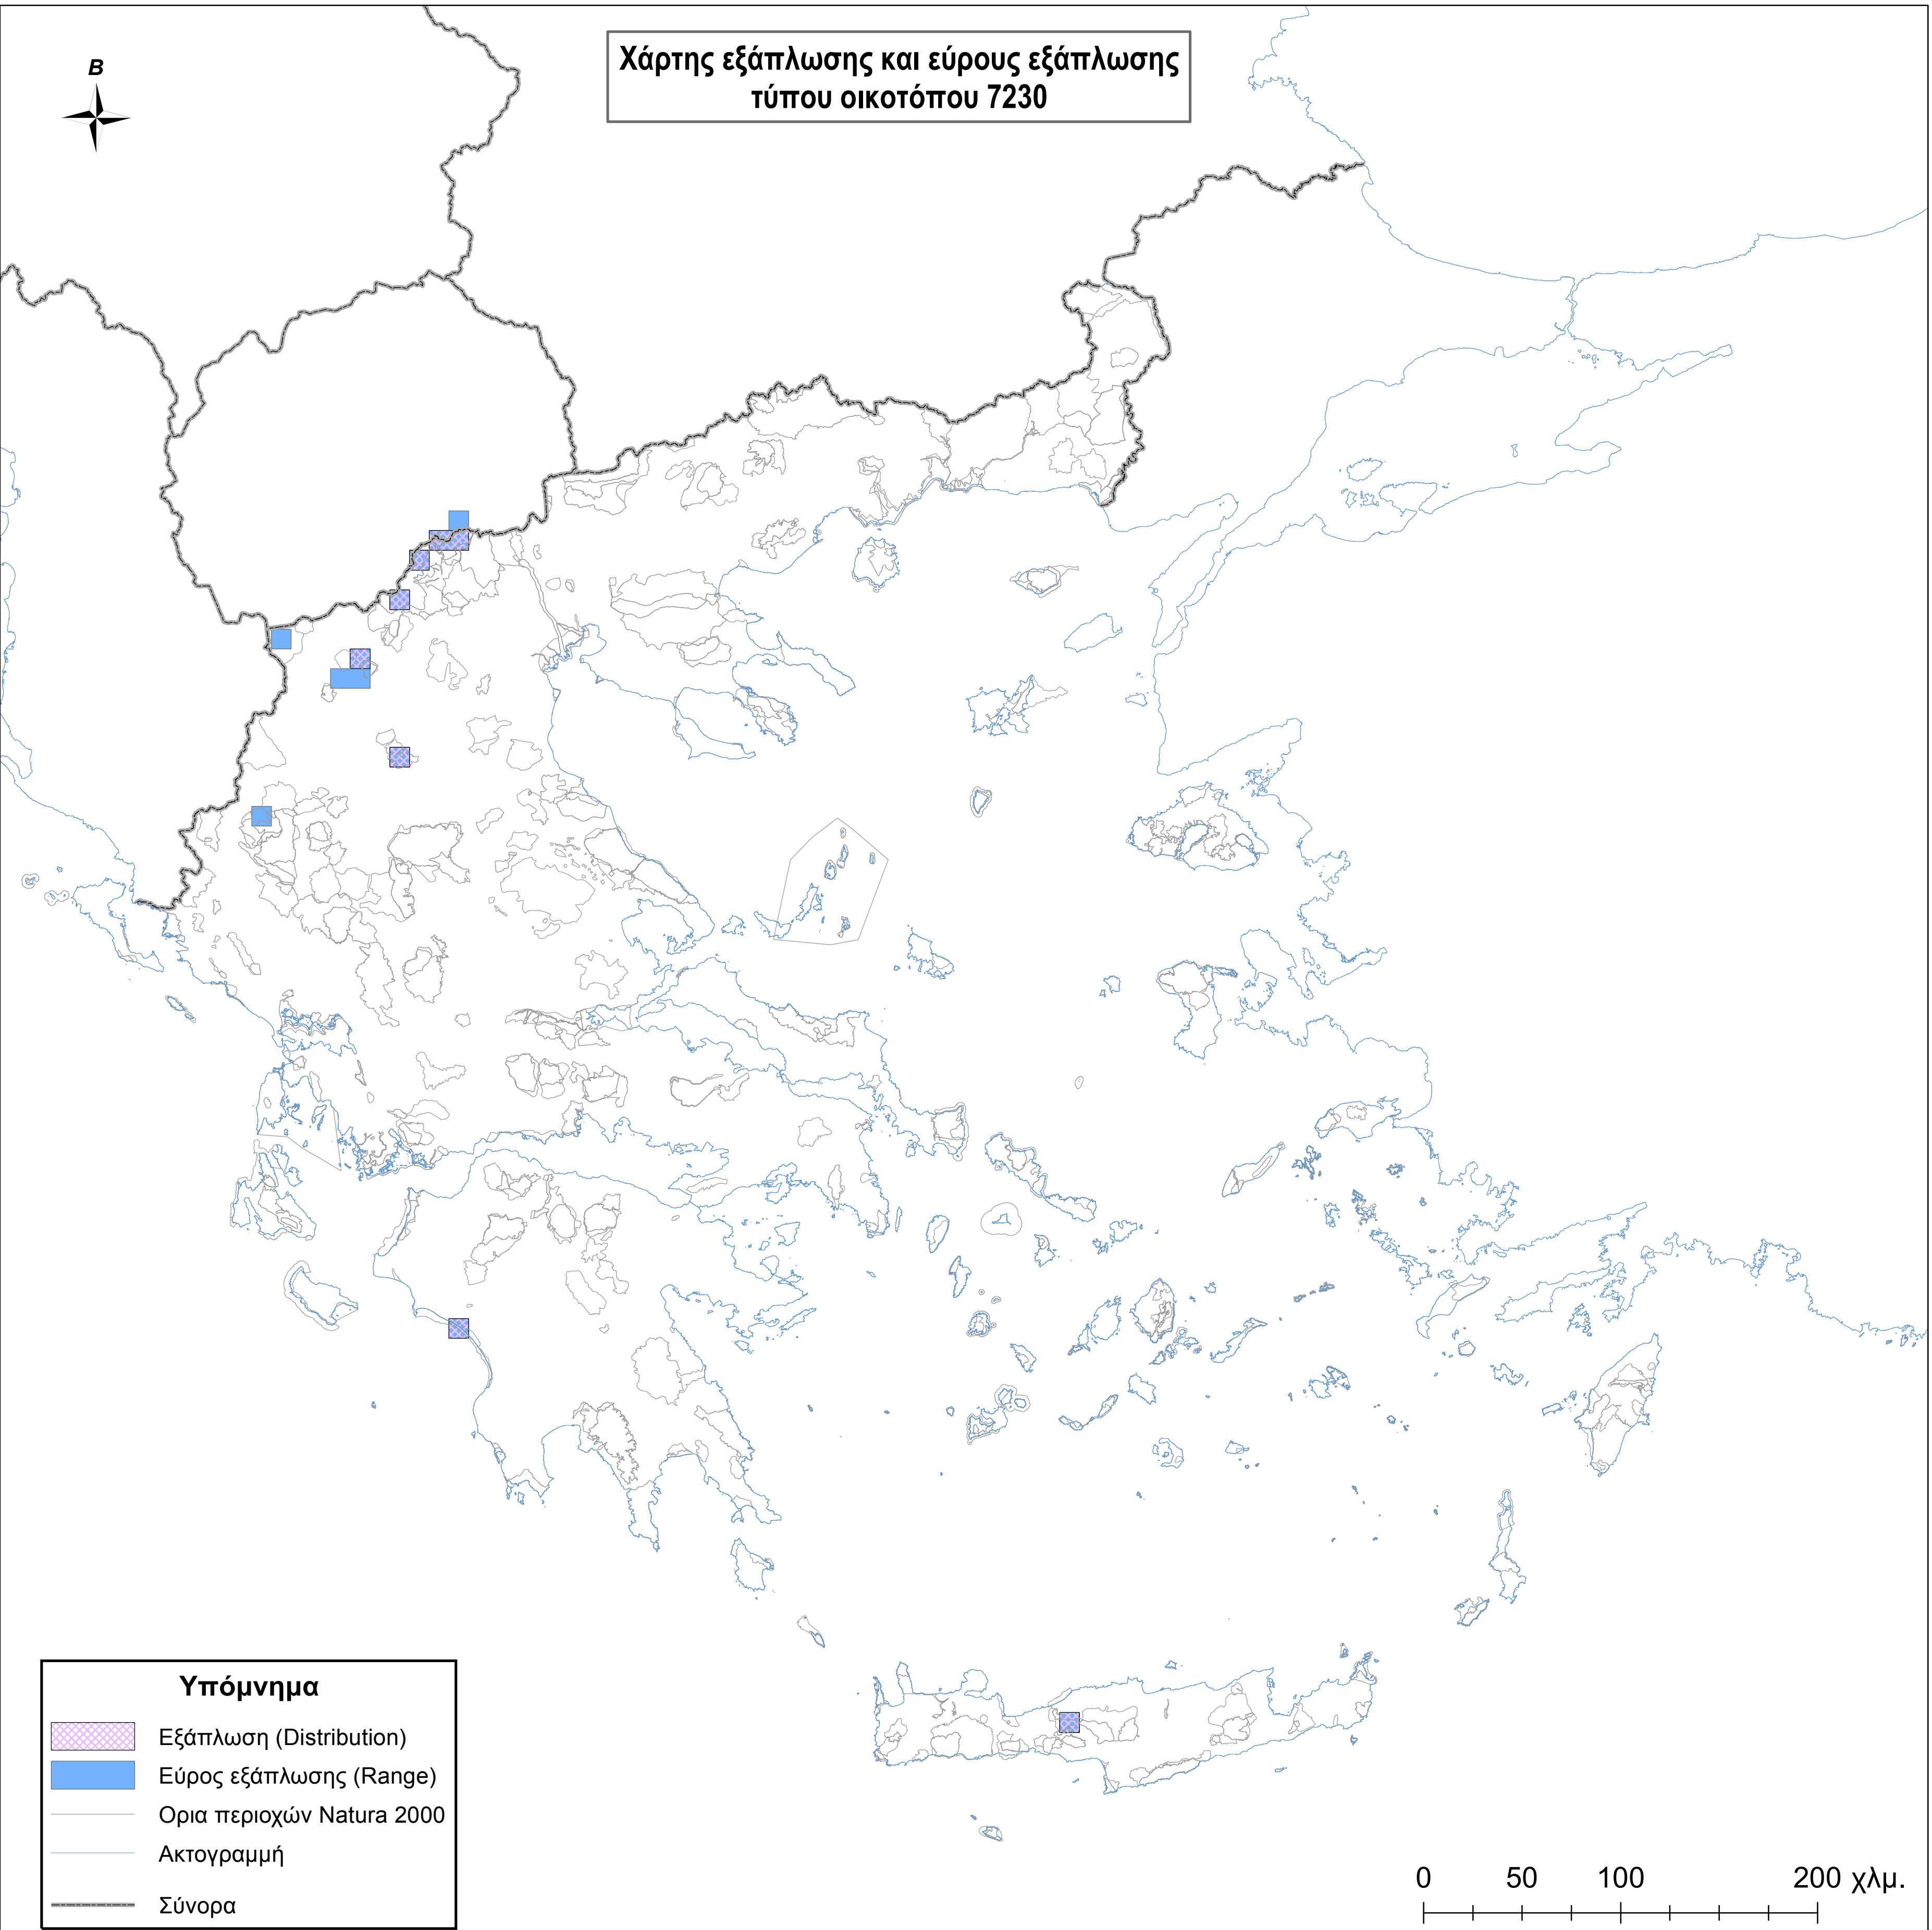 Χάρτης εξάπλωσης και εύρους εξάπλωσης
τύπου οικοτόπου 7230
Β
Υπόμνημα
Εξάπλωση (Distribution)
Εύρος εξάπλωσης (Range)
Ορια περιοχών Natura 2000
Ακτογραμμή
Σύνορα
0 50 100 200 χλμ.